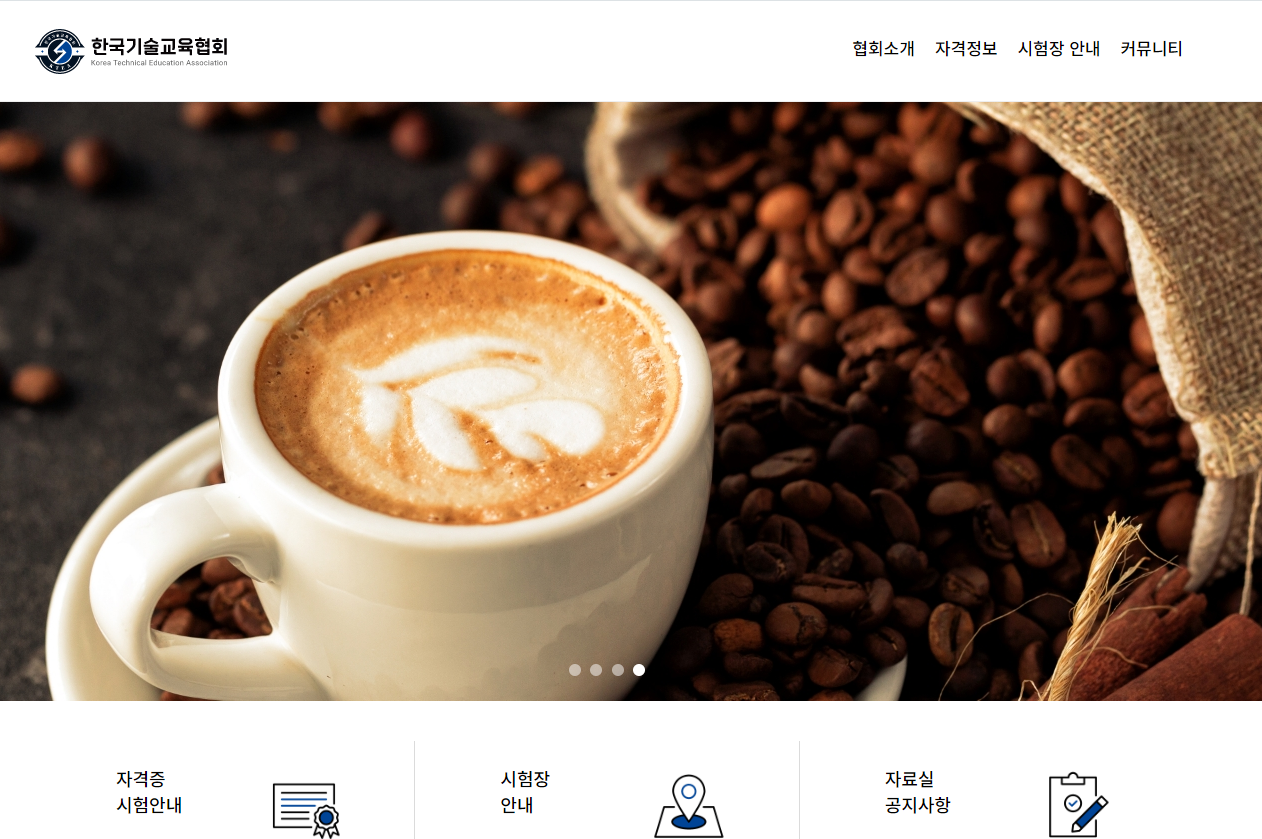 한국기술교육협회
Korea Technical Education Association
협회소개 자격정보 시험장 안내 커뮤니티
자격증
시험안내
시험장
안내
자료실
공지사항